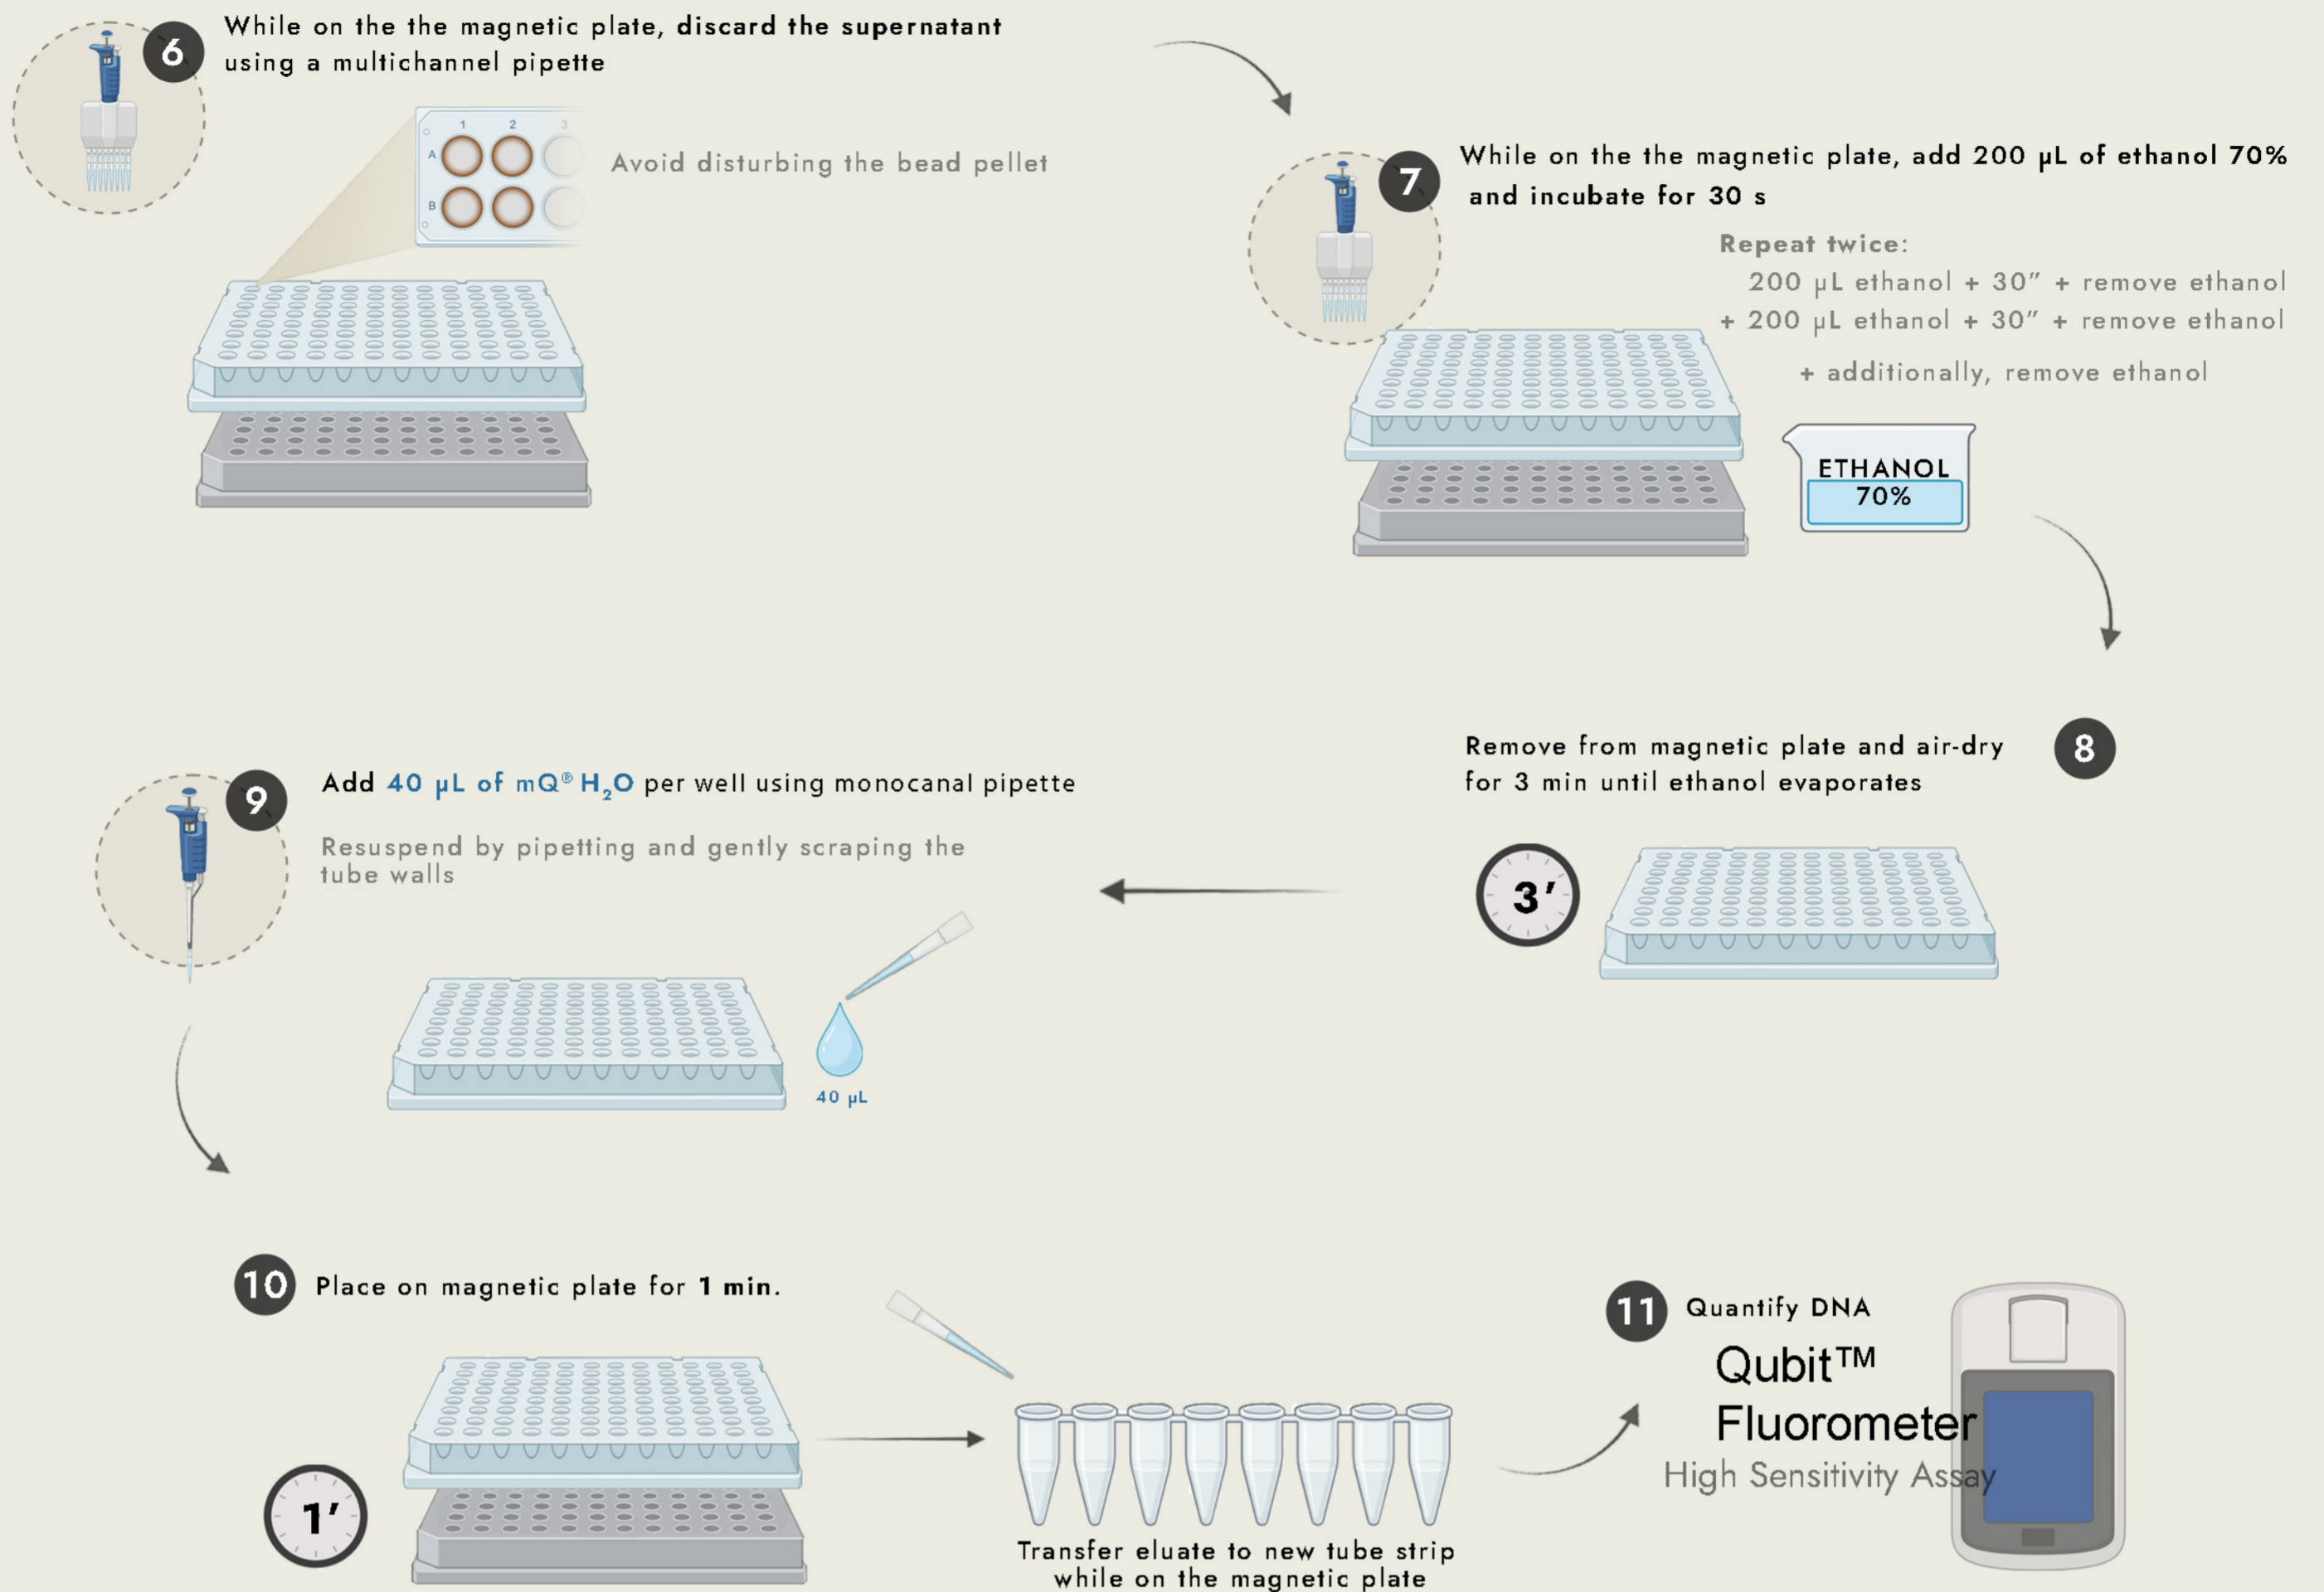 6
While on the the magnetic plate, discard the supernatant
using a multichannel pipette
1 2 3
A
B
Avoid disturbing the bead pellet
7
While on the the magnetic plate, add 200 µL of ethanol 70%
and incubate for 30 s
Repeat twice:
200 µL ethanol + 30” + remove ethanol
+ 200 µL ethanol + 30” + remove ethanol
+ additionally, remove ethanol
ETHANOL
70%
8
Remove from magnetic plate and air-dry
for 3 min until ethanol evaporates
3’
9
Add 40 µL of mQ® H₂O per well using monocanal pipette
Resuspend by pipetting and gently scraping the
tube walls
40 µL
10
Place on magnetic plate for 1 min.
1’
Transfer eluate to new tube strip
while on the magnetic plate
11
Quantify DNA
Qubit™
Fluorometer
High Sensitivity Assay